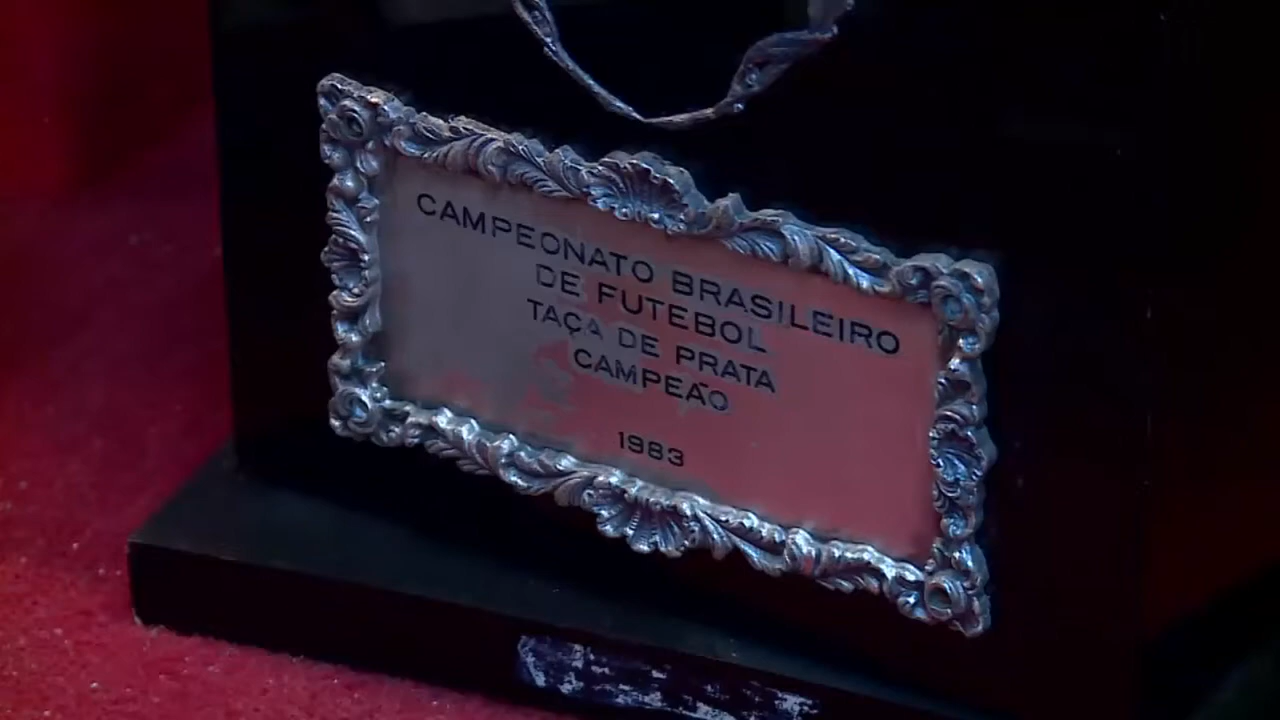 CAMPEONATO BRASILEIRO
DE FUTEBOL
TAÇA DE PRATA
CAMPEÃO
1983